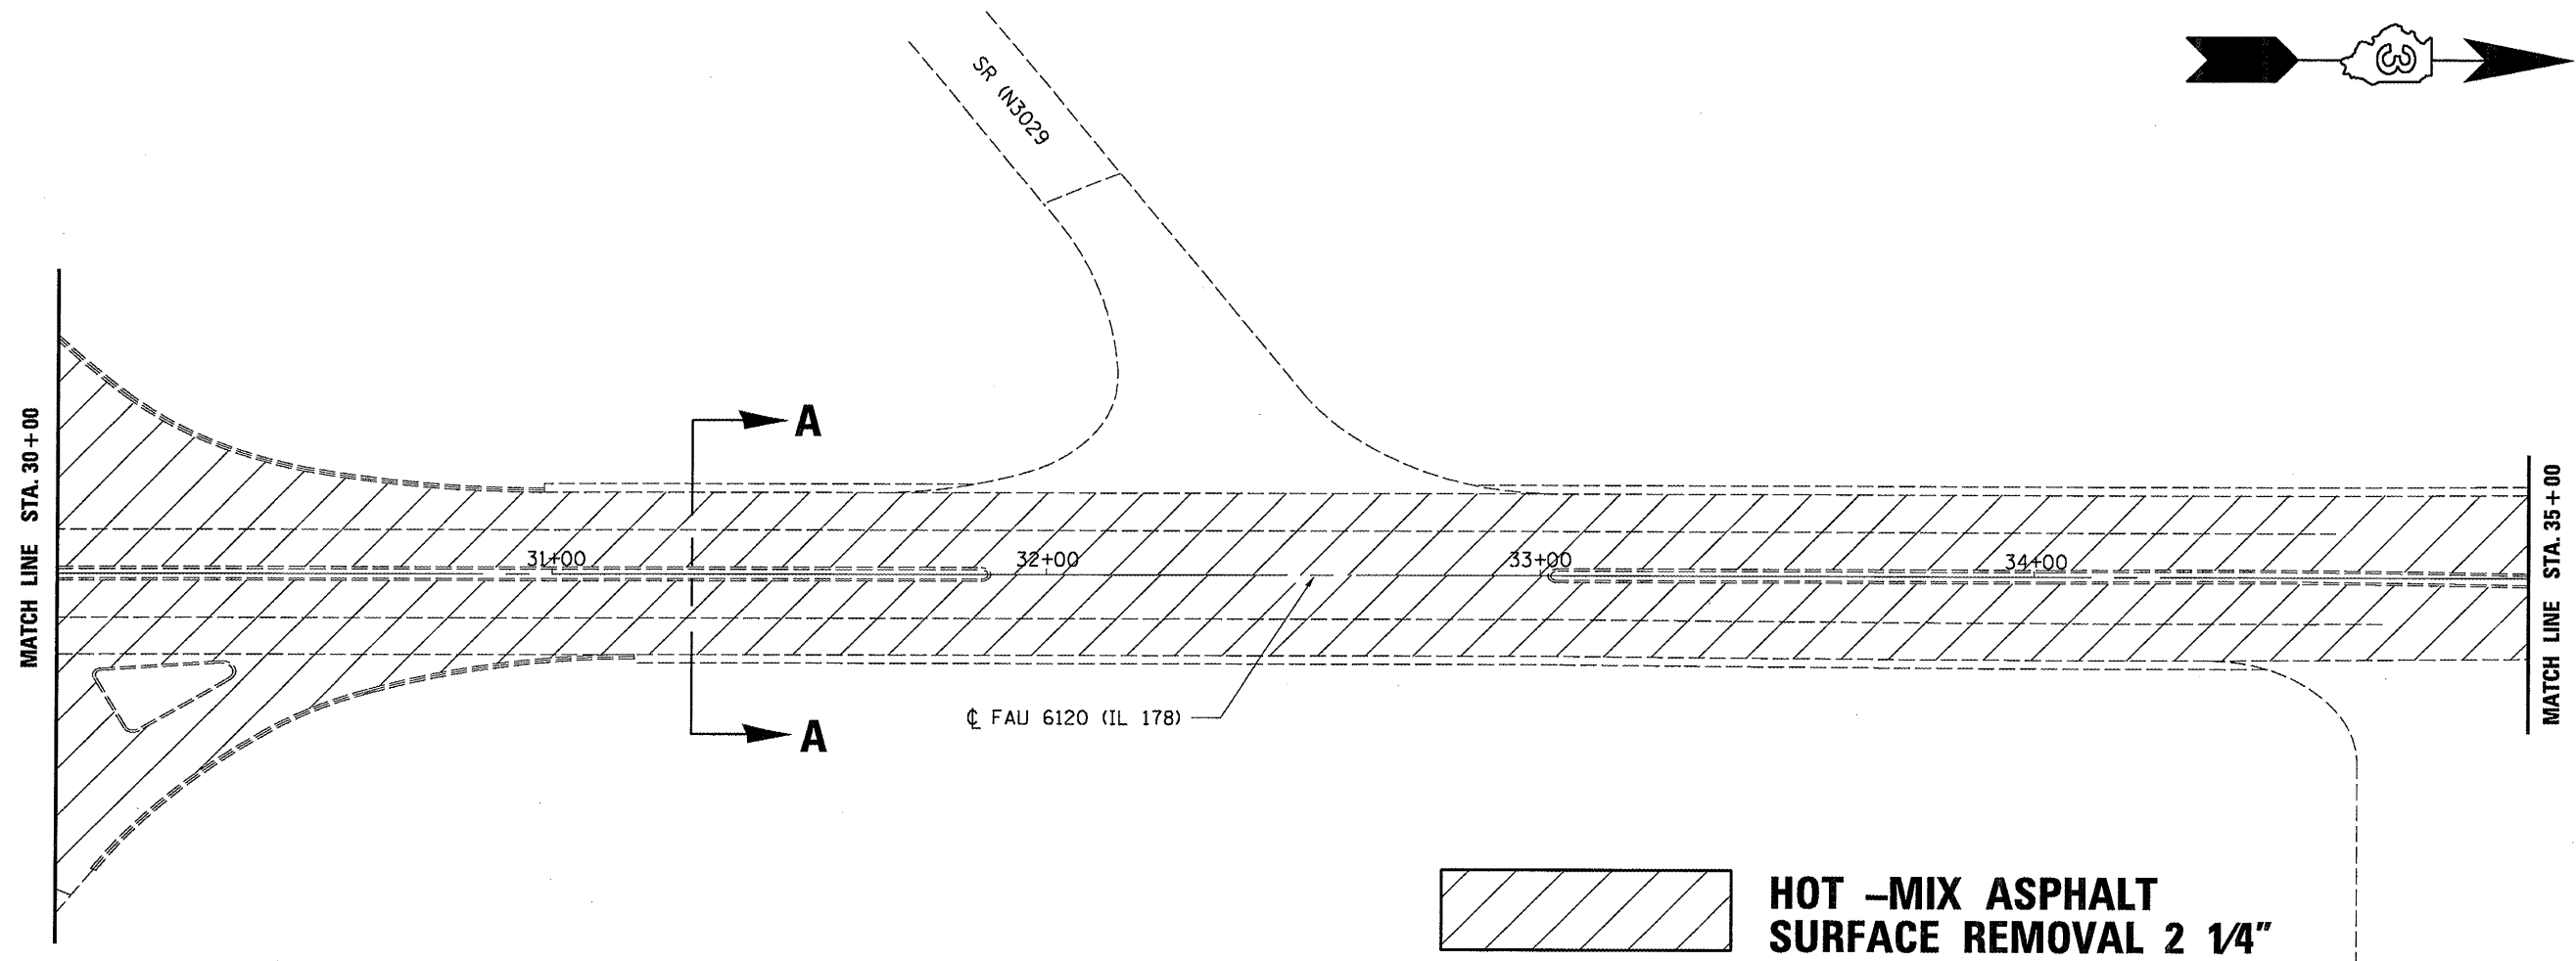 3
SR (N3029
MATCH LINE STA. 30+00
A
31+00
32+00
33+00
34+00
MATCH LINE STA. 35+00
℄ FAU 6120 (IL 178)
A
HOT -MIX ASPHALT
SURFACE REMOVAL 2 1/4"